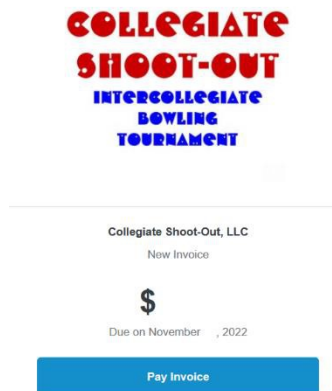 COLLEGIATE
SHOOT-OUT
INTERCOLLEGIATE
BOWLING
TOURNAMENT
Collegiate Shoot-Out, LLC
New Invoice
$
Due on November , 2022
Pay Invoice